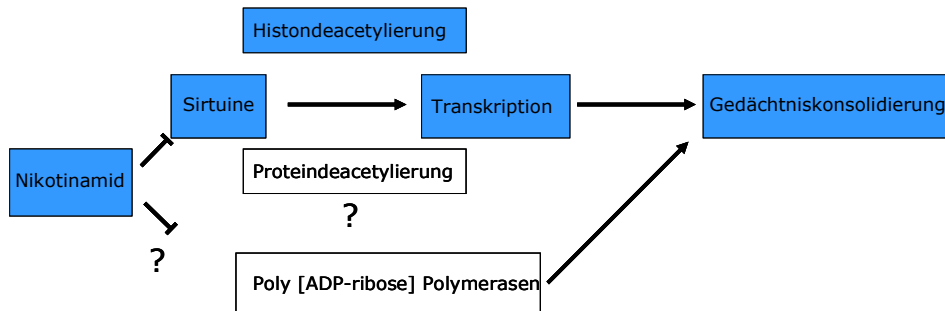 Histondeacetylierung
Sirtuine
Transkription
Gedächtniskonsolidierung
Nikotinamid
Proteindeacetylierung
?
?
Poly [ADP-ribose] Polymerasen